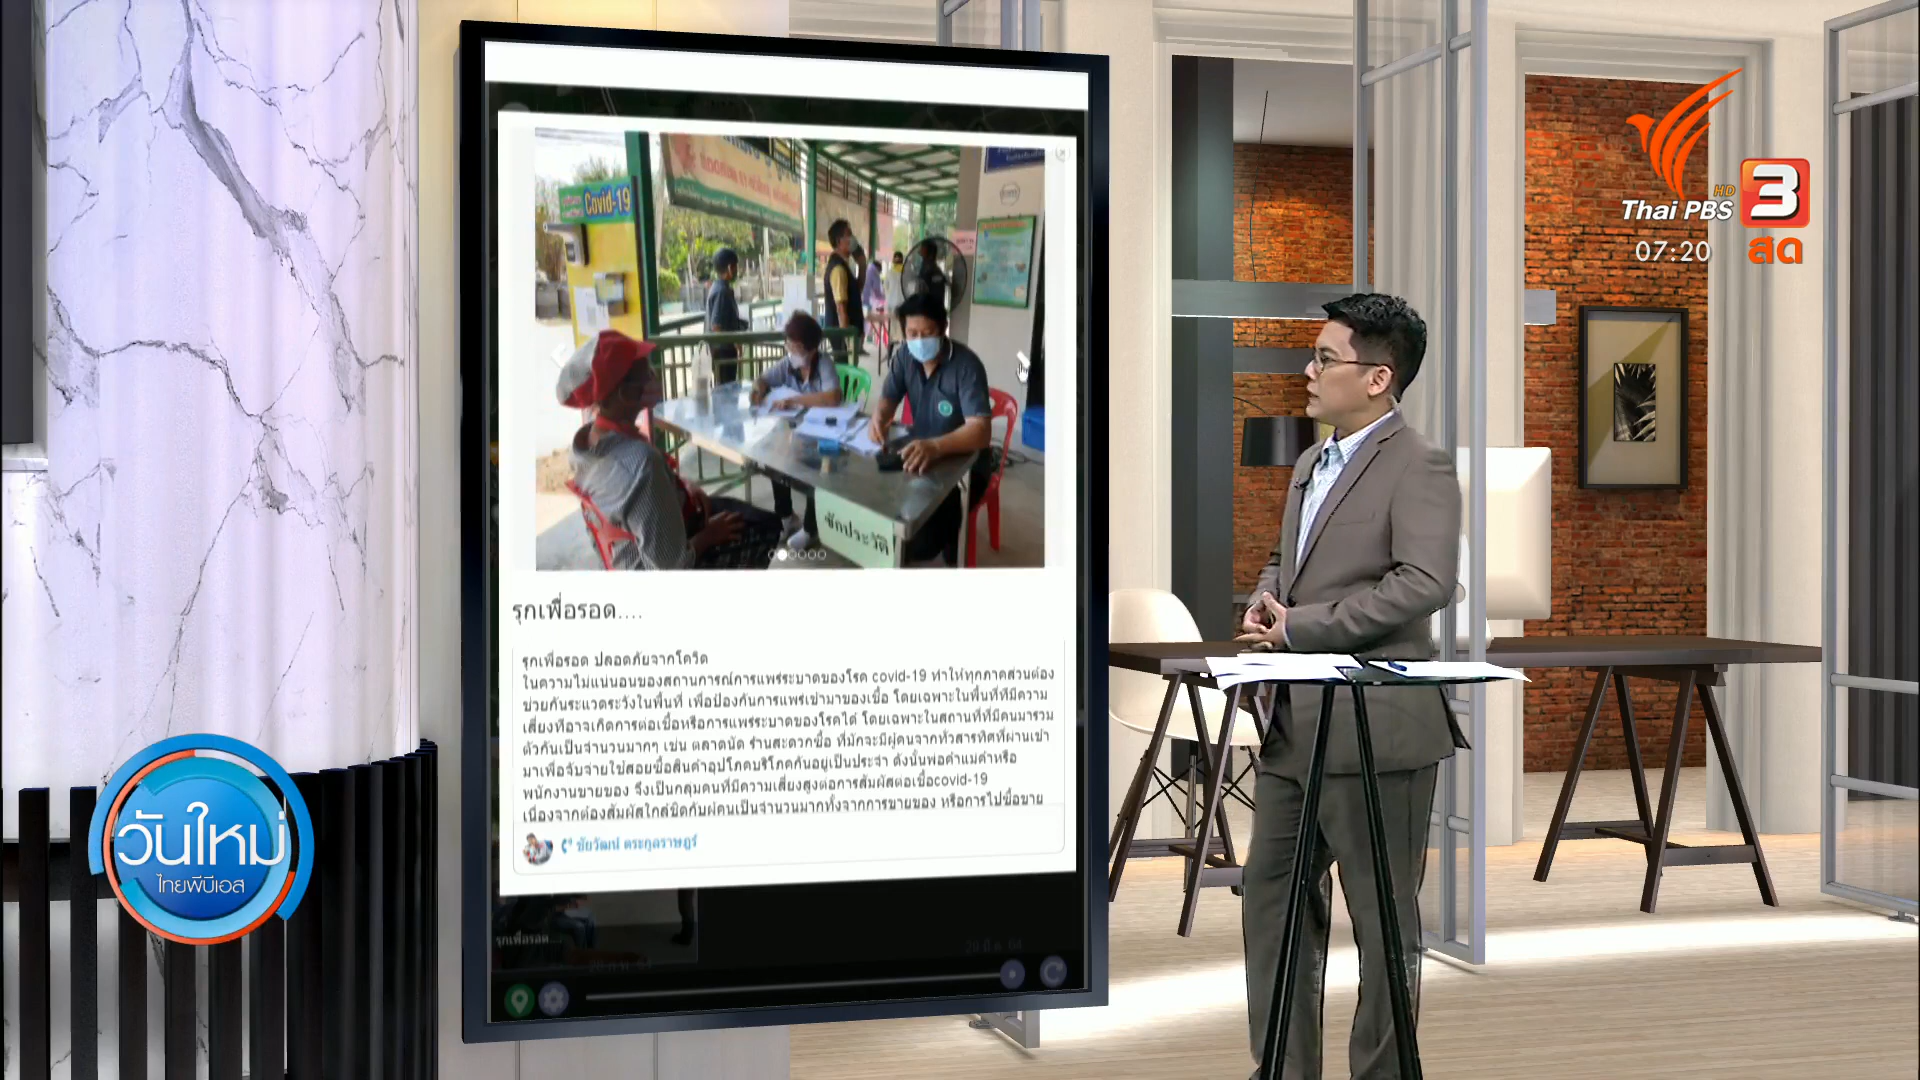 Covid-19
ซักประวัติ
รุกเพื่อรอด....
รุกเพื่อรอด ปลอดภัยจากโควิด
ในความไม่แน่นอนของสถานการณ์การแพร่ระบาดของโรค covid-19 ทำให้ทุกภาคส่วนต้อง
ช่วยกันระแวดระวังในพื้นที่ เพื่อป้องกันการแพร่เข้ามาของเชื้อ โดยเฉพาะในพื้นที่ที่มีความ
เสี่ยงที่อาจเกิดการต่อเชื้อหรือการแพร่ระบาดของโรคได้ โดยเฉพาะในสถานที่ที่มีคนมารวม
ตัวกันเป็นจำนวนมากๆ เช่น ตลาดนัด ร้านสะดวกซื้อ ที่มักจะมีผู้คนจากทั่วสารทิศที่ผ่านเข้า
มาเพื่อจับจ่ายใช้สอยซื้อสินค้าอุปโภคบริโภคกันอยู่เป็นประจำ ดังนั้นพ่อค้าแม่ค้าหรือ
พนักงานขายของ จึงเป็นกลุ่มคนที่มีความเสี่ยงสูงต่อการสัมผัสต่อเชื้อcovid-19
เนื่องจากต้องสัมผัสใกล้ชิดกับผู้คนเป็นจำนวนมากทั้งจากการขายของ หรือการไปซื้อขาย
ชัยวัฒน์ ตระกุลราษฎร์
รุกเพื่อรอด....
29 มี.ค. 64
Thai PBS HD 3
07:20 สด
วันใหม่
ไทยพีบีเอส